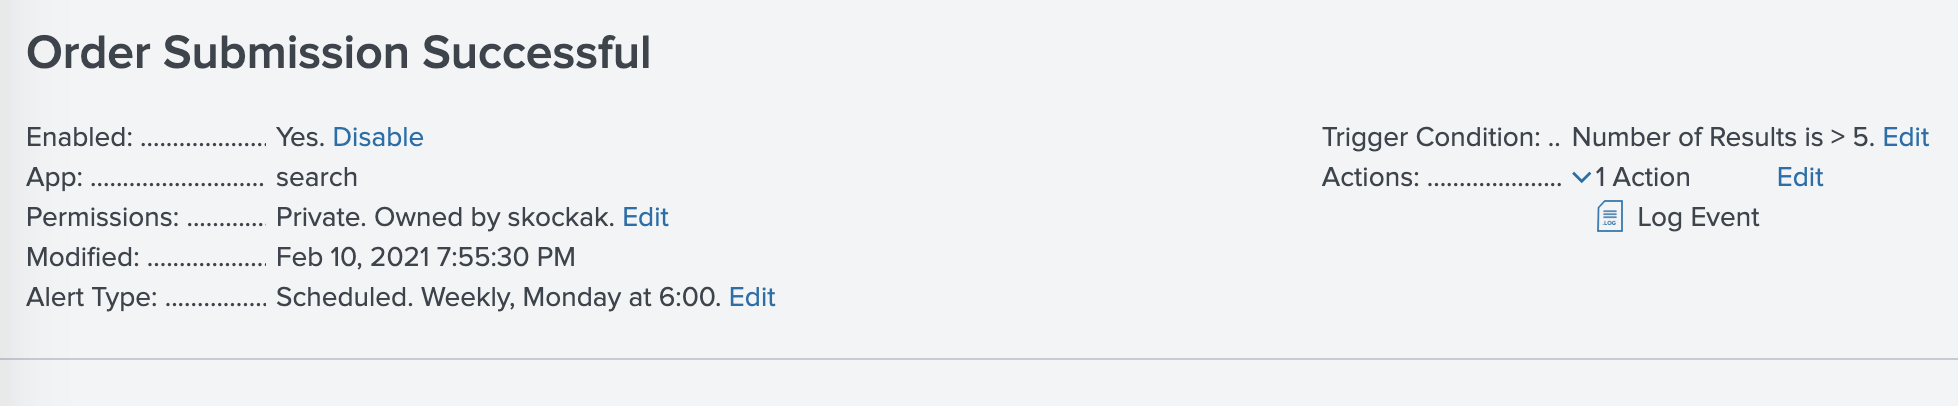 Order Submission Successful
Enabled: .................... Yes. Disable
App: ........................... search
Permissions: ............ Private. Owned by skockak. Edit
Modified: ................... Feb 10, 2021 7:55:30 PM
Alert Type: ................ Scheduled. Weekly, Monday at 6:00. Edit
Trigger Condition: .. Number of Results is > 5. Edit
Actions: ..................... 1 Action Edit
.LOG Log Event